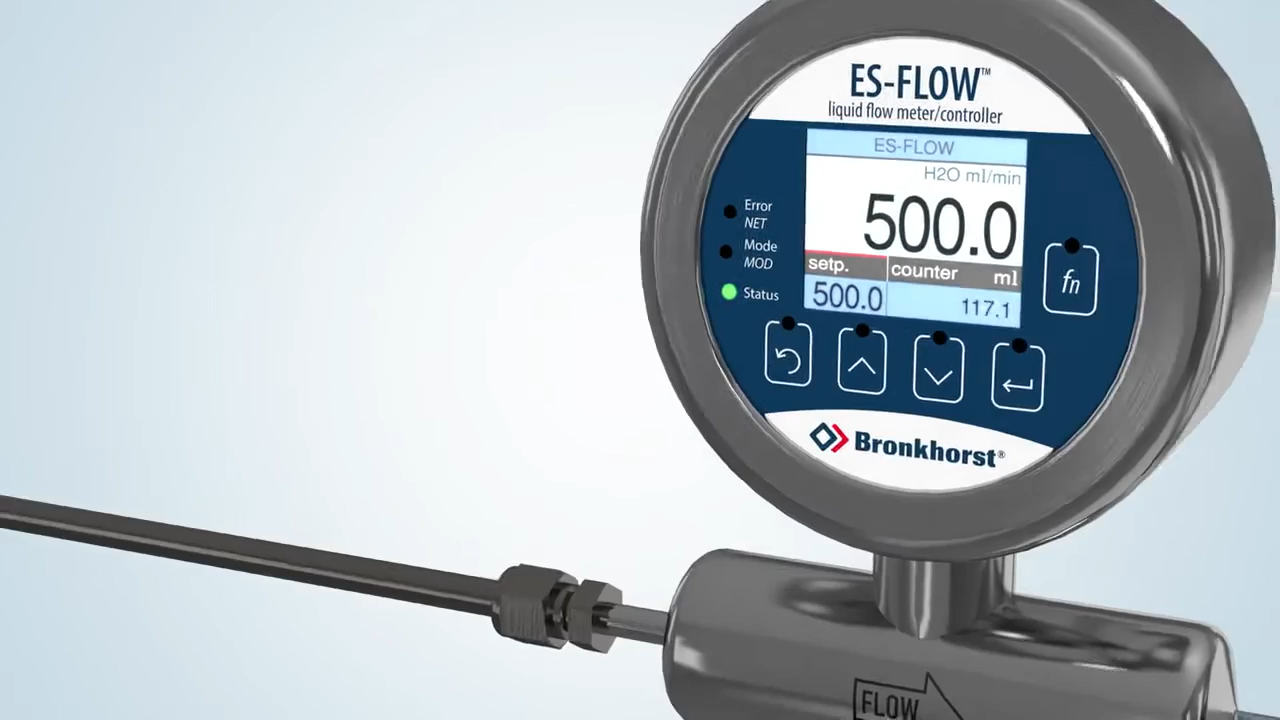 ES-FLOW™
liquid flow meter/controller
ES-FLOW
H2O ml/min
500.0
setp. counter ml
500.0 117.1
Error
NET
Mode
MOD
Status
fn
Bronkhorst®
FLOW